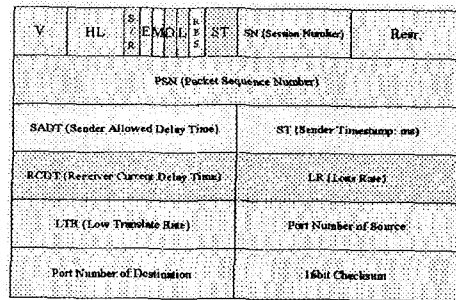 V HL S/R E M O L RES ST SN (Session Number) Restr.
PSN (Packet Sequence Number)
SADT (Sender Allowed Delay Time) ST (Sender Timestamp: ms)
RCDT (Receiver Current Delay Time) LR (Loss Rate)
LTR (Low Translate Rate) Port Number of Source
Port Number of Destination 16bit Checksum